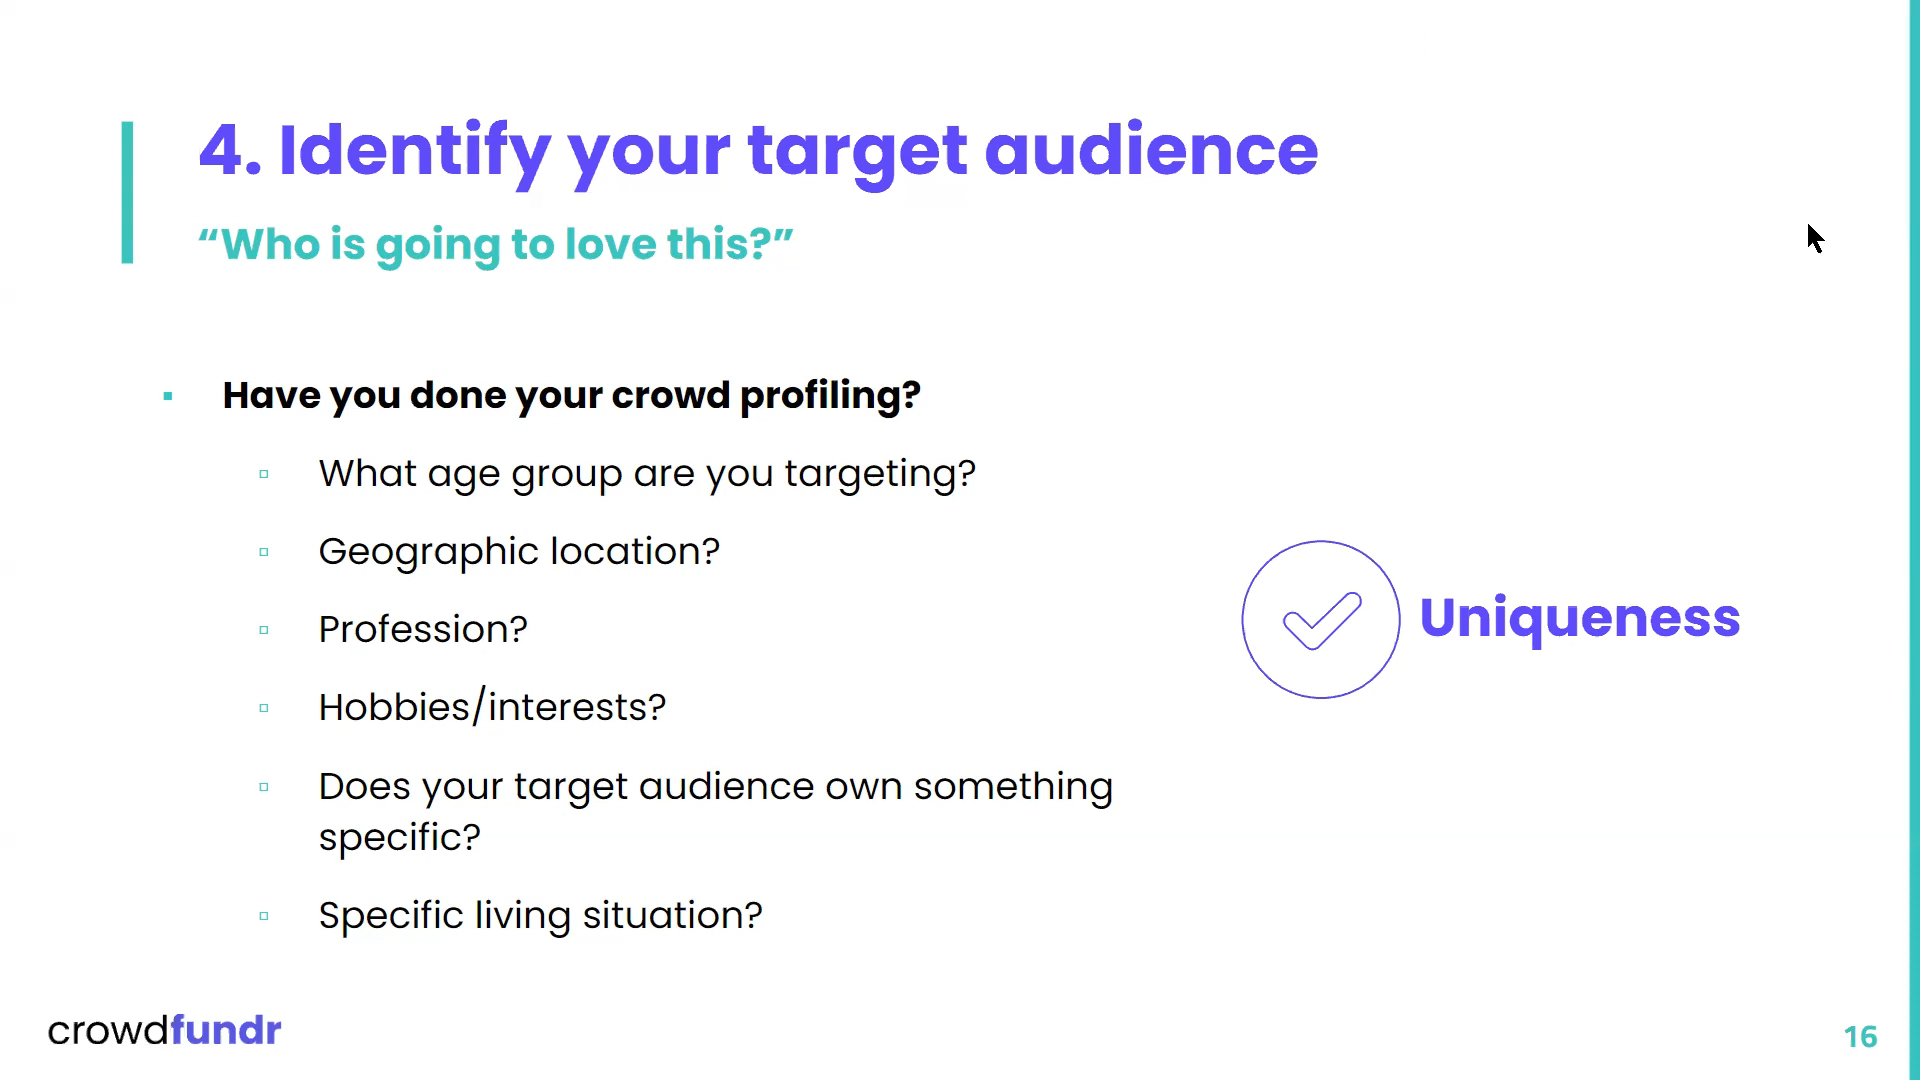 4. Identify your target audience
“Who is going to love this?”
Have you done your crowd profiling?
What age group are you targeting?
Geographic location?
Profession?
Hobbies/interests?
Does your target audience own something
specific?
Specific living situation?
Uniqueness
crowdfundr
16